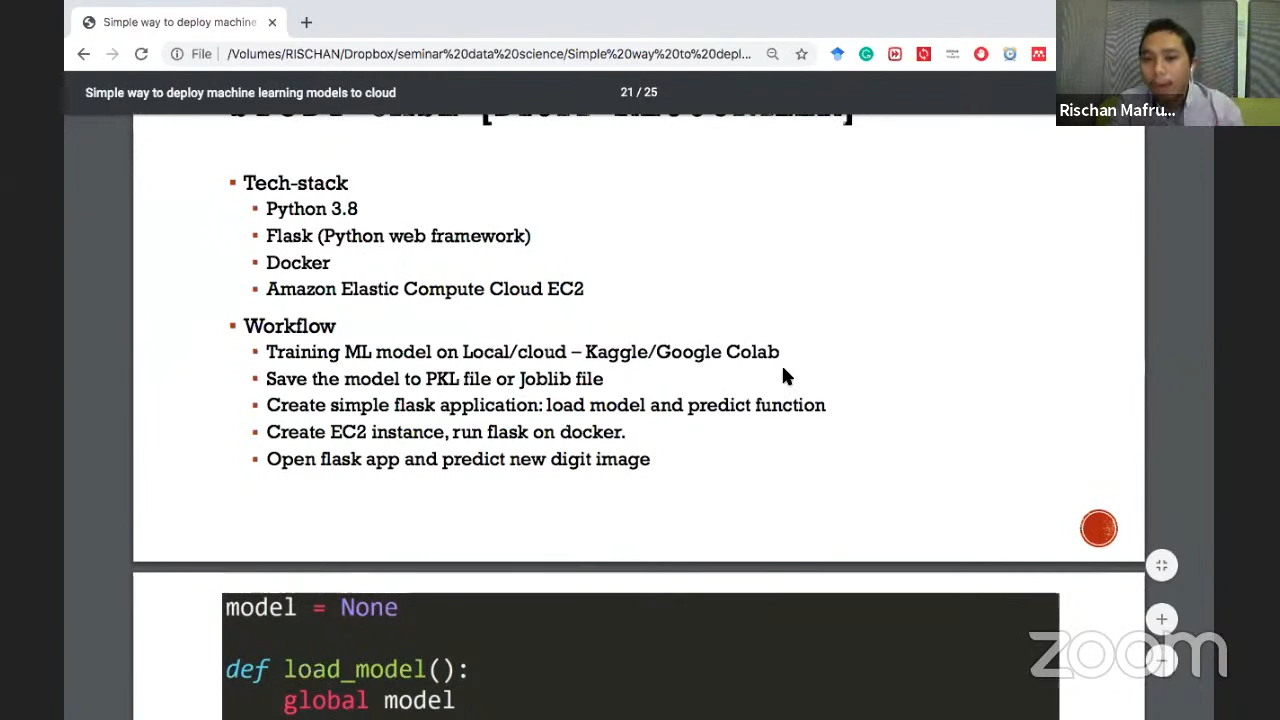 Simple way to deploy machine
File
/Volumes/RISCHAN/Dropbox/seminar%20data%20science/Simple%20way%20to%20depl...
Simple way to deploy machine learning models to cloud
21 / 25
Rischan Mafru...
Tech-stack
Python 3.8
Flask (Python web framework)
Docker
Amazon Elastic Compute Cloud EC2
Workflow
Training ML model on Local/cloud – Kaggle/Google Colab
Save the model to PKL file or Joblib file
Create simple flask application: load model and predict function
Create EC2 instance, run flask on docker.
Open flask app and predict new digit image
model = None
def load_model():
global model
zoom